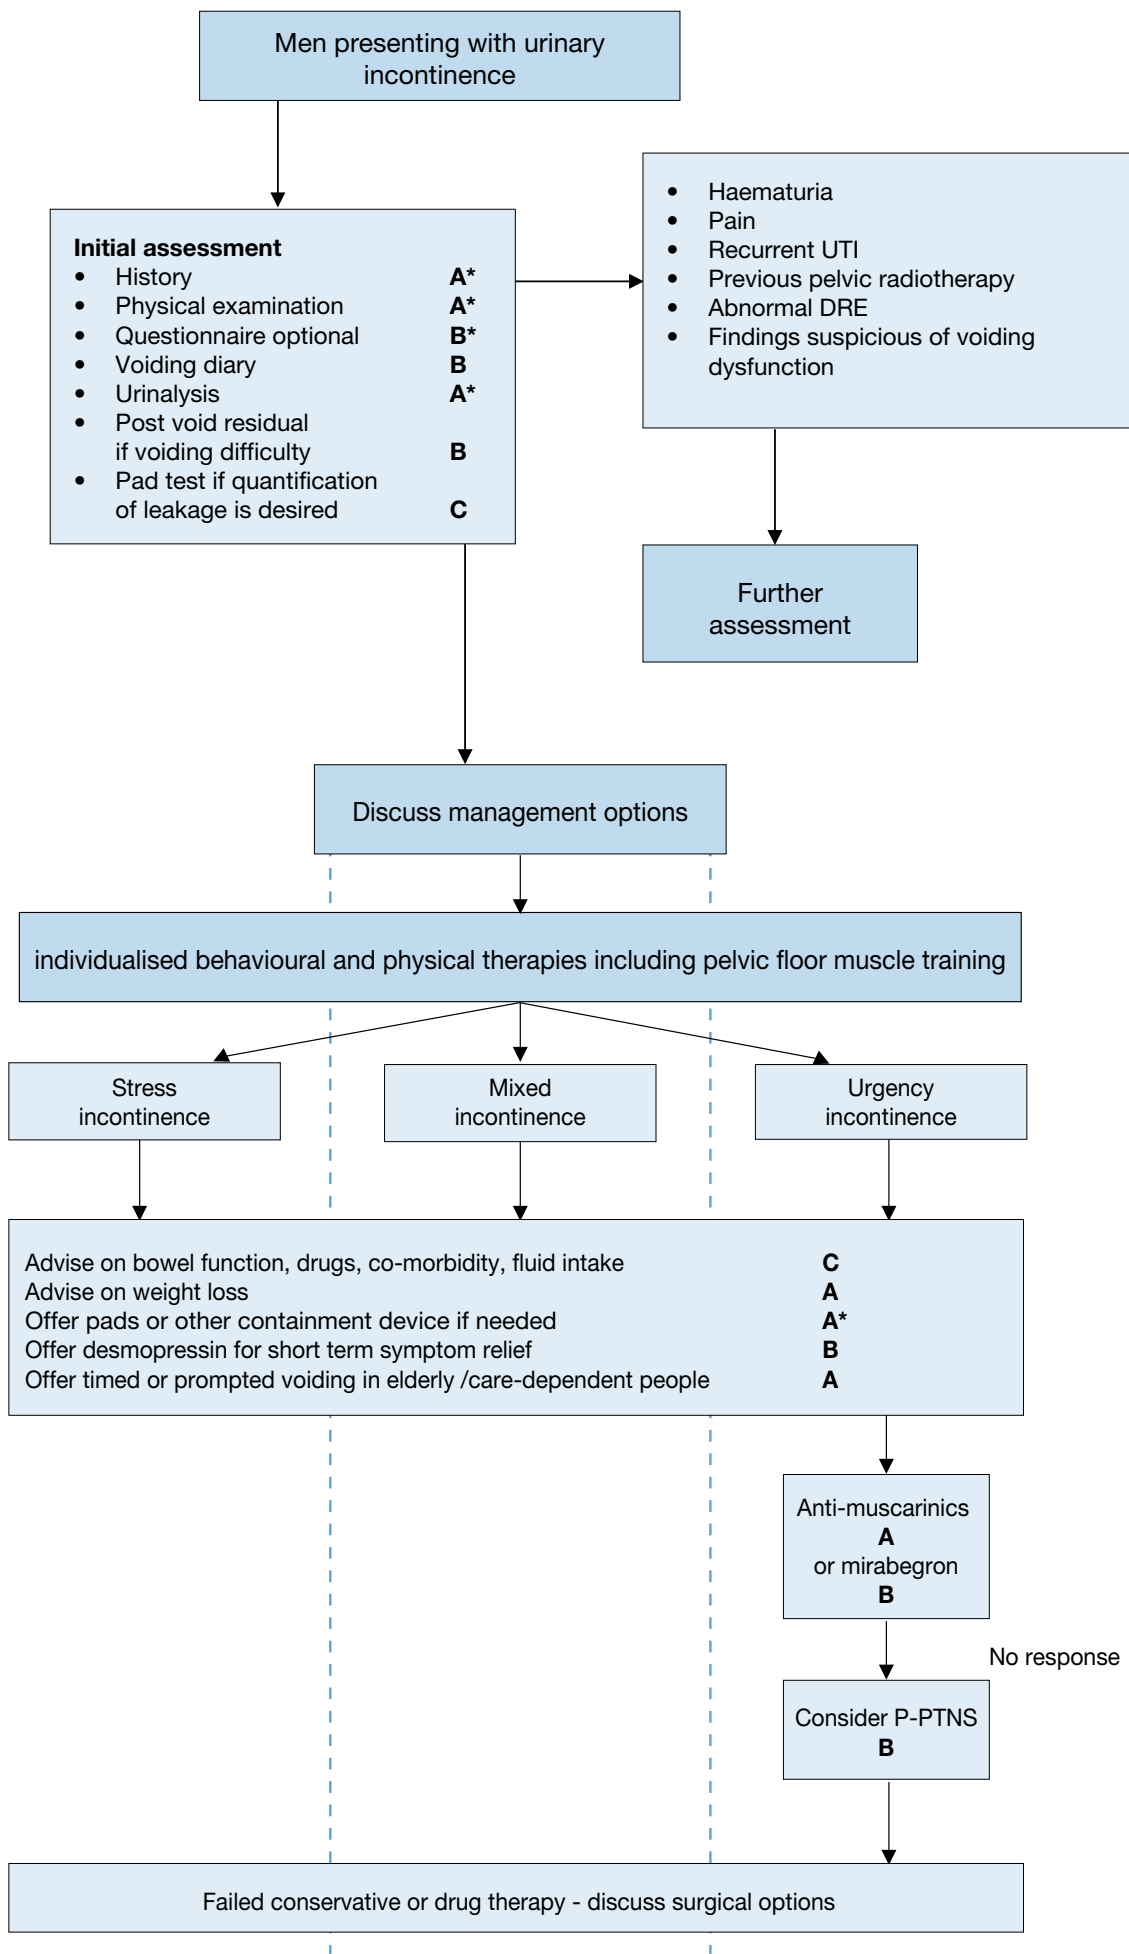 Men presenting with urinary
incontinence
Initial assessment
• History A*
• Physical examination A*
• Questionnaire optional B*
• Voiding diary B
• Urinalysis A*
• Post void residual
if voiding difficulty B
• Pad test if quantification
of leakage is desired C
• Haematuria
• Pain
• Recurrent UTI
• Previous pelvic radiotherapy
• Abnormal DRE
• Findings suspicious of voiding
dysfunction
Further
assessment
Discuss management options
individualised behavioural and physical therapies including pelvic floor muscle training
Stress
incontinence
Mixed
incontinence
Urgency
incontinence
Advise on bowel function, drugs, co-morbidity, fluid intake C
Advise on weight loss A
Offer pads or other containment device if needed A*
Offer desmopressin for short term symptom relief B
Offer timed or prompted voiding in elderly /care-dependent people A
Anti-muscarinics
A
or mirabegron
B
No response
Consider P-PTNS
B
Failed conservative or drug therapy - discuss surgical options